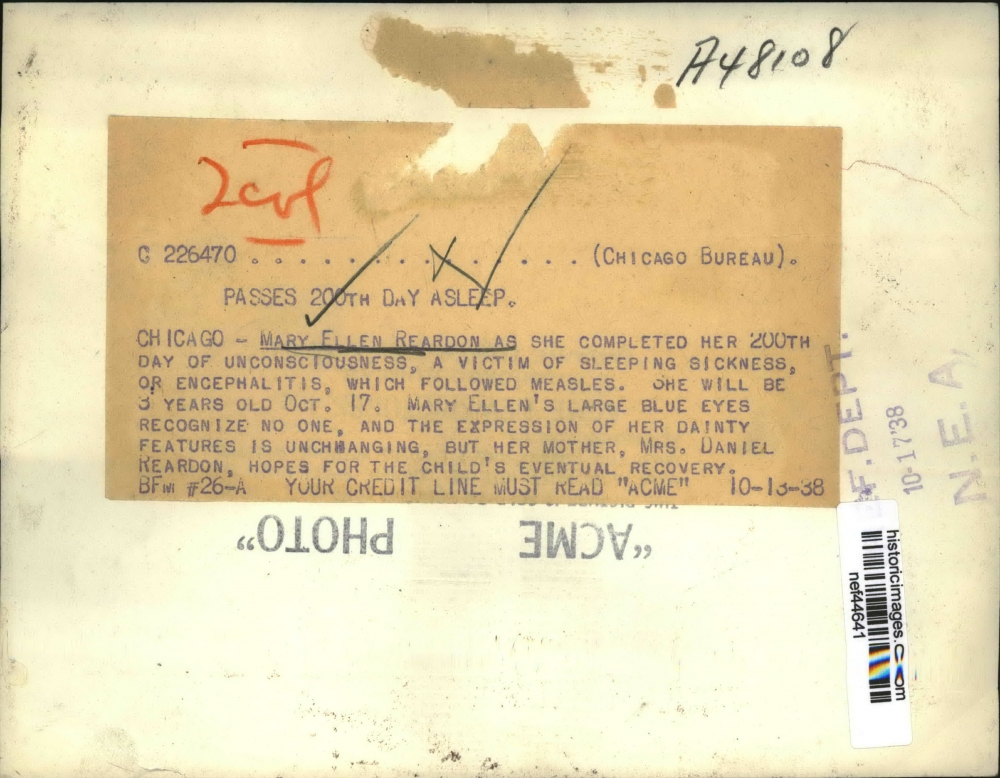 A48108
2col
C 226470 . . . . . . . . . . . . . . . (CHICAGO BUREAU).
PASSES 200TH DAY ASLEEP.
CHICAGO - MARY ELLEN REARDON AS SHE COMPLETED HER 200TH
DAY OF UNCONSCIOUSNESS, A VICTIM OF SLEEPING SICKNESS,
OR ENCEPHALITIS, WHICH FOLLOWED MEASLES. SHE WILL BE
3 YEARS OLD OCT. 17. MARY ELLEN'S LARGE BLUE EYES
RECOGNIZE NO ONE, AND THE EXPRESSION OF HER DAINTY
FEATURES IS UNCHHANGING, BUT HER MOTHER, MRS. DANIEL
REARDON, HOPES FOR THE CHILD'S EVENTUAL RECOVERY.
BFM #26-A YOUR CREDIT LINE MUST READ "ACME" 10-13-38
"ACME
PHOTO"
EF. DEPT.
10-17'38
N.E.A.
historicimages.com
nef44641